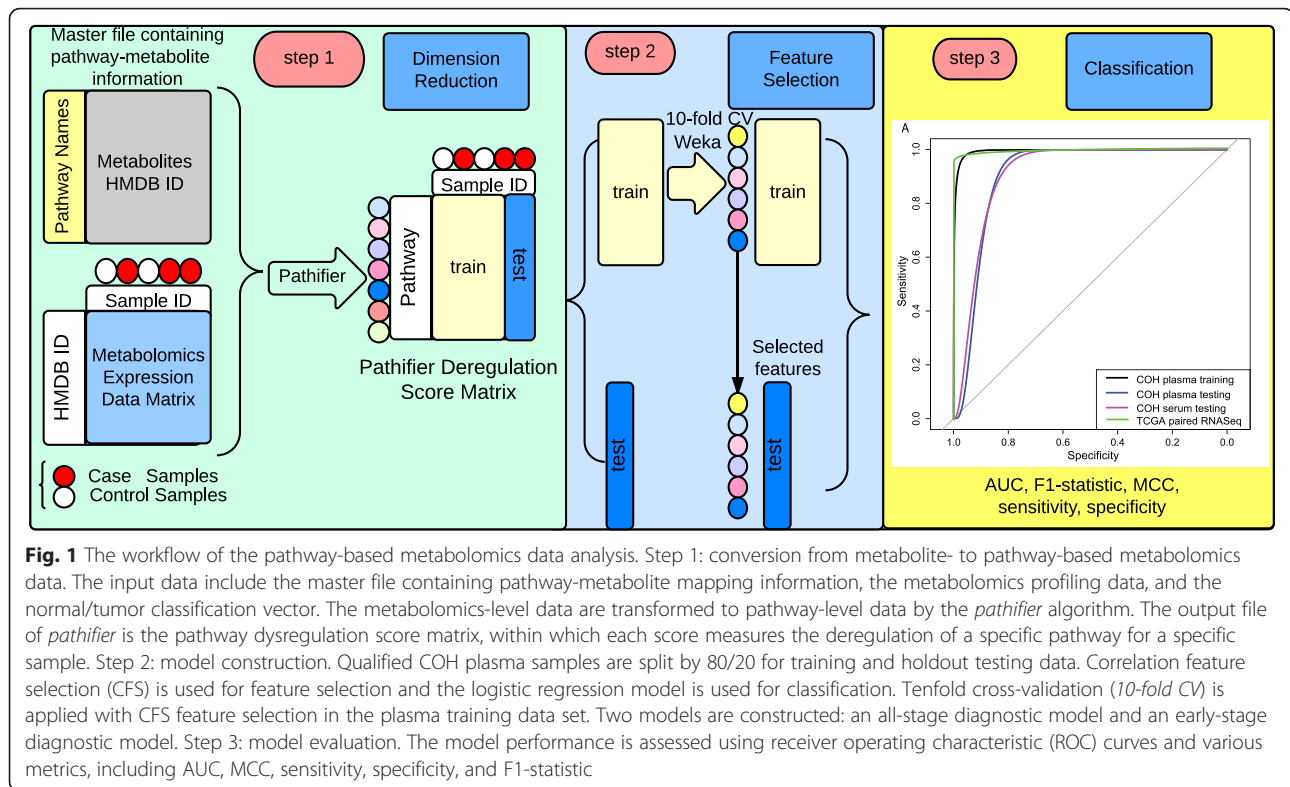 Master file containing
pathway-metabolite
information
step 1
Dimension
Reduction
Pathway Names
Metabolites
HMDB ID
Sample ID
HMDB ID
Metabolomics
Expression
Data Matrix
Case Samples
Control Samples
Pathifier
Sample ID
Pathway
train
test
Pathifier Deregulation
Score Matrix
step 2
Feature
Selection
10-fold CV
Weka
train
train
Selected
features
test
test
step 3
Classification
A
Sensitivity
1.0
0.8
0.6
0.4
0.2
0.0
1.0 0.8 0.6 0.4 0.2 0.0
Specificity
COH plasma training
COH plasma testing
COH serum testing
TCGA paired RNASeq
AUC, F1-statistic, MCC,
sensitivity, specificity
Fig. 1 The workflow of the pathway-based metabolomics data analysis. Step 1: conversion from metabolite- to pathway-based metabolomics
data. The input data include the master file containing pathway-metabolite mapping information, the metabolomics profiling data, and the
normal/tumor classification vector. The metabolomics-level data are transformed to pathway-level data by the pathifier algorithm. The output file
of pathifier is the pathway dysregulation score matrix, within which each score measures the deregulation of a specific pathway for a specific
sample. Step 2: model construction. Qualified COH plasma samples are split by 80/20 for training and holdout testing data. Correlation feature
selection (CFS) is used for feature selection and the logistic regression model is used for classification. Tenfold cross-validation (10-fold CV) is
applied with CFS feature selection in the plasma training data set. Two models are constructed: an all-stage diagnostic model and an early-stage
diagnostic model. Step 3: model evaluation. The model performance is assessed using receiver operating characteristic (ROC) curves and various
metrics, including AUC, MCC, sensitivity, specificity, and F1-statistic